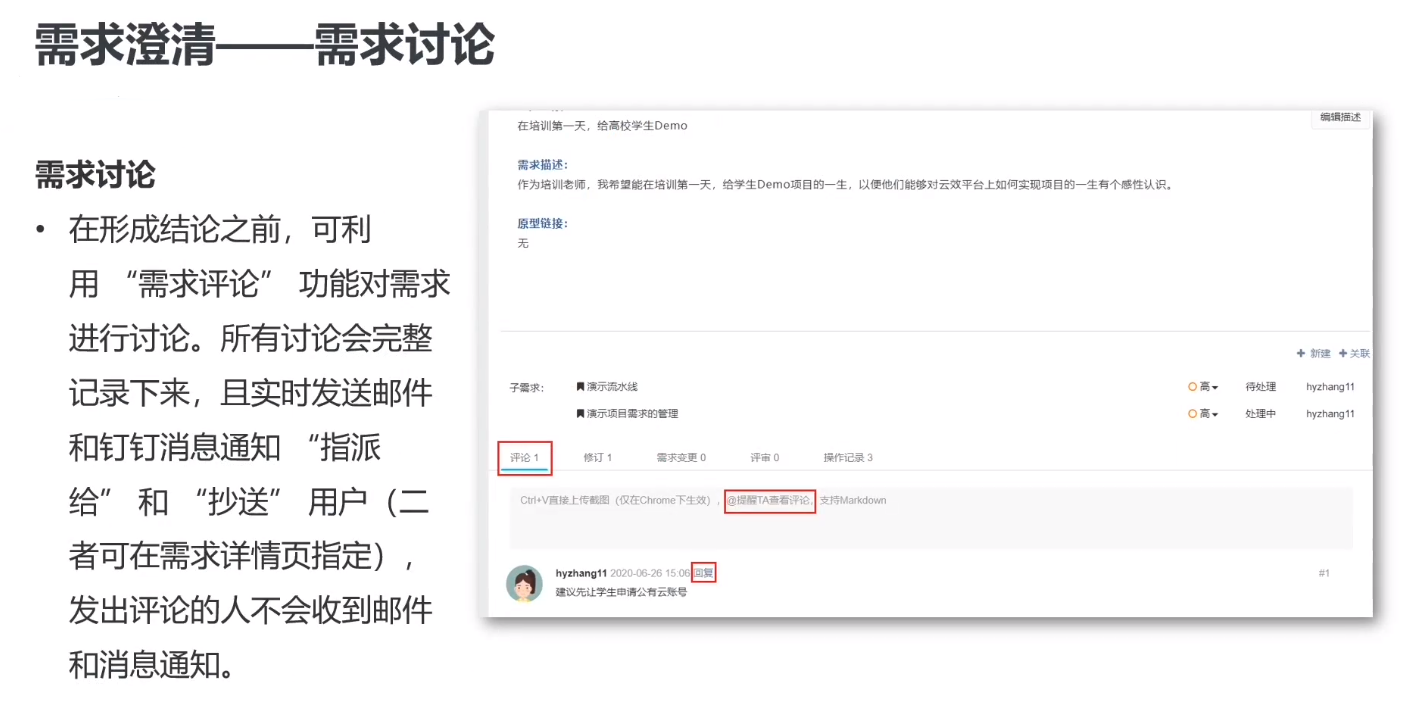 需求澄清——需求讨论
需求讨论
• 在形成结论之前，可利
用 “需求评论” 功能对需求
进行讨论。所有讨论会完整
记录下来，且实时发送邮件
和钉钉消息通知 “指派
给” 和 “抄送” 用户（二
者可在需求详情页指定），
发出评论的人不会收到邮件
和消息通知。
在培训第一天，给高校学生Demo
编辑描述
需求描述：
作为培训老师，我希望能在培训第一天，给学生Demo项目的一生，以便他们能够对云效平台上如何实现项目的一生有个感性认识。
原型链接：
无
+ 新建 + 关联
子需求： 演示流水线 高 待处理 hyzhang11
演示项目需求的管理 高 处理中 hyzhang11
评论 1 修订 1 需求变更 0 评审 0 操作记录 3
Ctrl+V直接上传截图（仅在Chrome下生效），@提醒TA查看评论，支持Markdown
hyzhang11 2020-06-26 15:06 回复 #1
建议先让学生申请公有云账号